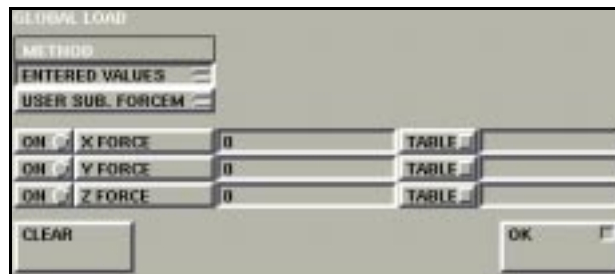 GLOBAL LOAD
METHOD
ENTERED VALUES
USER SUB. FORCEM
ON X FORCE 0 TABLE
ON Y FORCE 0 TABLE
ON Z FORCE 0 TABLE
CLEAR OK